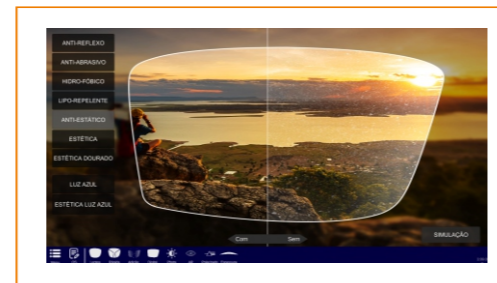 ANTI-REFLEXO
ANTI-ABRASIVO
HIDRO-FÓBICO
LIPO-REPELENTE
ANTI-ESTÁTICO
ESTÉTICA
ESTÉTICA DOURADO
LUZ AZUL
ESTÉTICA LUZ AZUL
Com Sem
SIMULAÇÃO